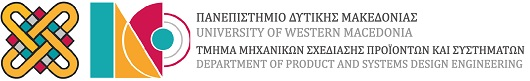 ΠΑΝΕΠΙΣΤΗΜΙΟ ΔΥΤΙΚΗΣ ΜΑΚΕΔΟΝΙΑΣ
UNIVERSITY OF WESTERN MACEDONIA
ΤΜΗΜΑ ΜΗΧΑΝΙΚΩΝ ΣΧΕΔΙΑΣΗΣ ΠΡΟΪΟΝΤΩΝ ΚΑΙ ΣΥΣΤΗΜΑΤΩΝ
DEPARTMENT OF PRODUCT AND SYSTEMS DESIGN ENGINEERING